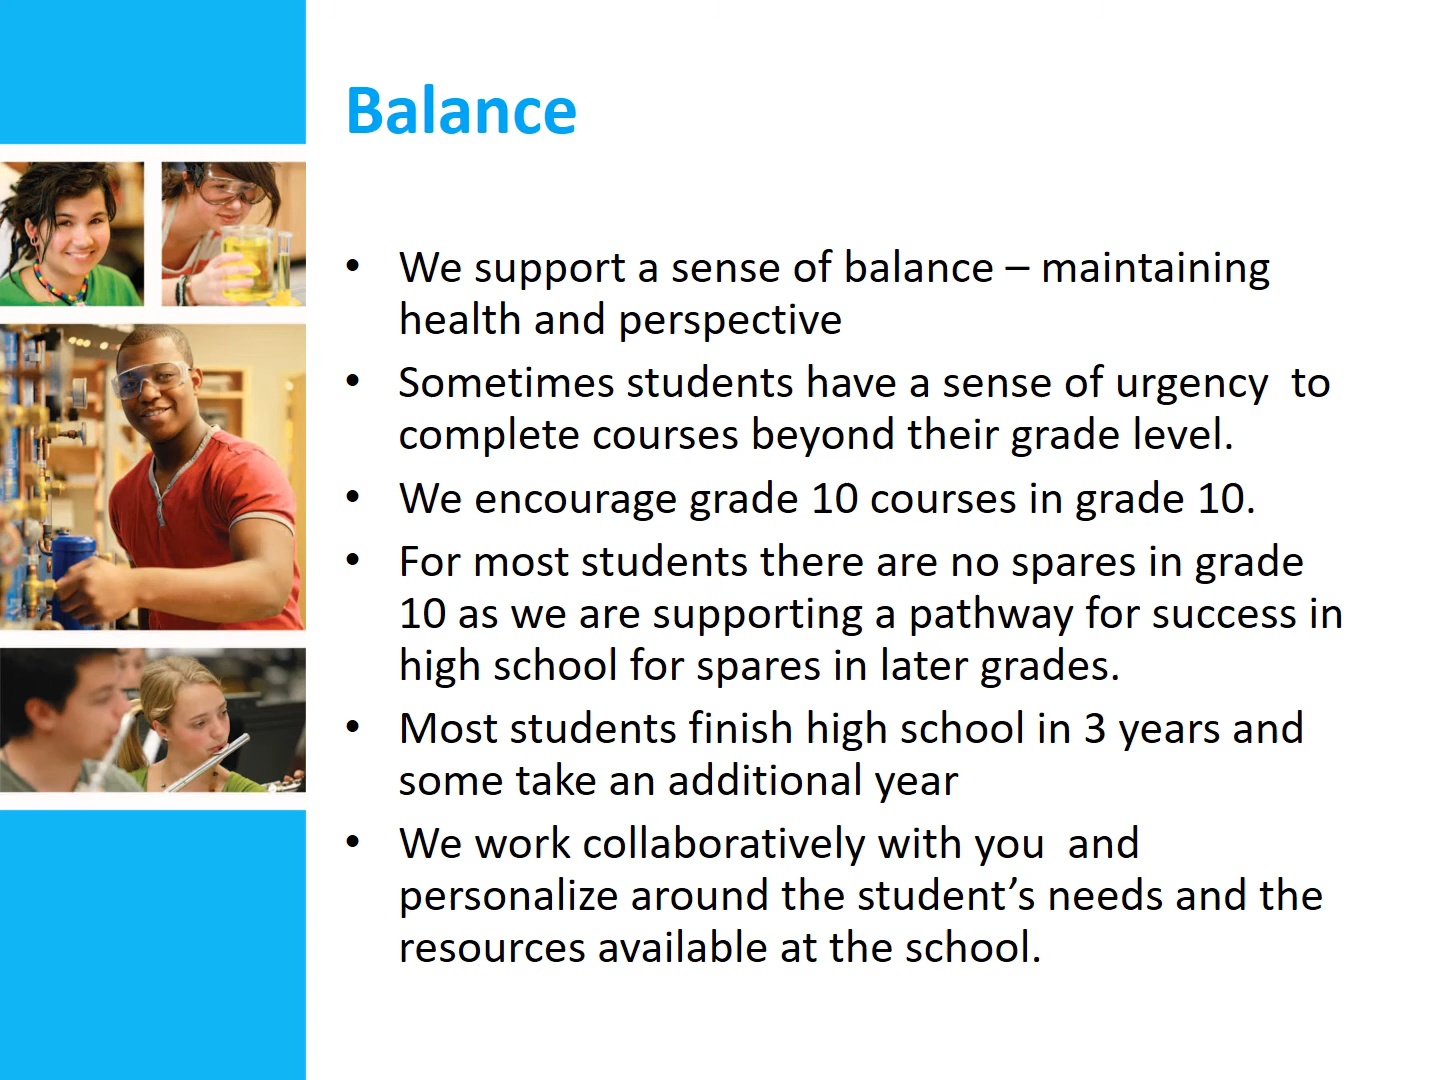 Balance
• We support a sense of balance – maintaining
health and perspective
• Sometimes students have a sense of urgency  to
complete courses beyond their grade level.
• We encourage grade 10 courses in grade 10.
• For most students there are no spares in grade
10 as we are supporting a pathway for success in
high school for spares in later grades.
• Most students finish high school in 3 years and
some take an additional year
• We work collaboratively with you  and
personalize around the student’s needs and the
resources available at the school.